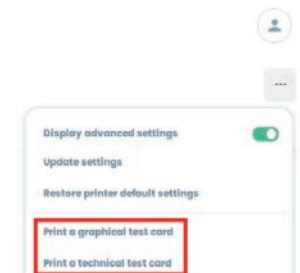 ...
Display advanced settings
Update settings
Restore printer default settings
Print a graphical test card
Print a technical test card